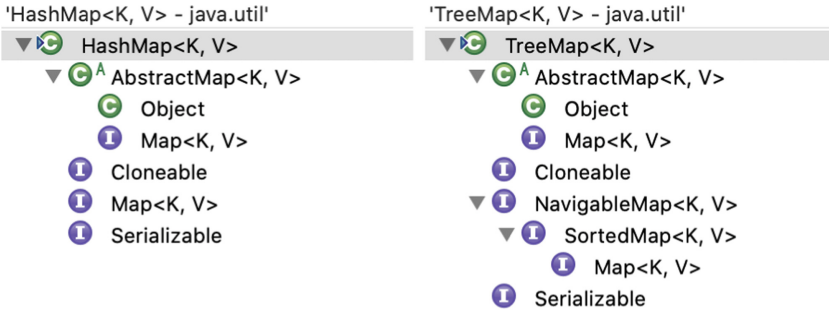 'HashMap<K, V> - java.util'
HashMap<K, V>
C A AbstractMap<K, V>
C Object
I Map<K, V>
I Cloneable
I Map<K, V>
I Serializable
'TreeMap<K, V> - java.util'
C TreeMap<K, V>
C A AbstractMap<K, V>
C Object
I Map<K, V>
I Cloneable
I NavigableMap<K, V>
I SortedMap<K, V>
I Map<K, V>
I Serializable